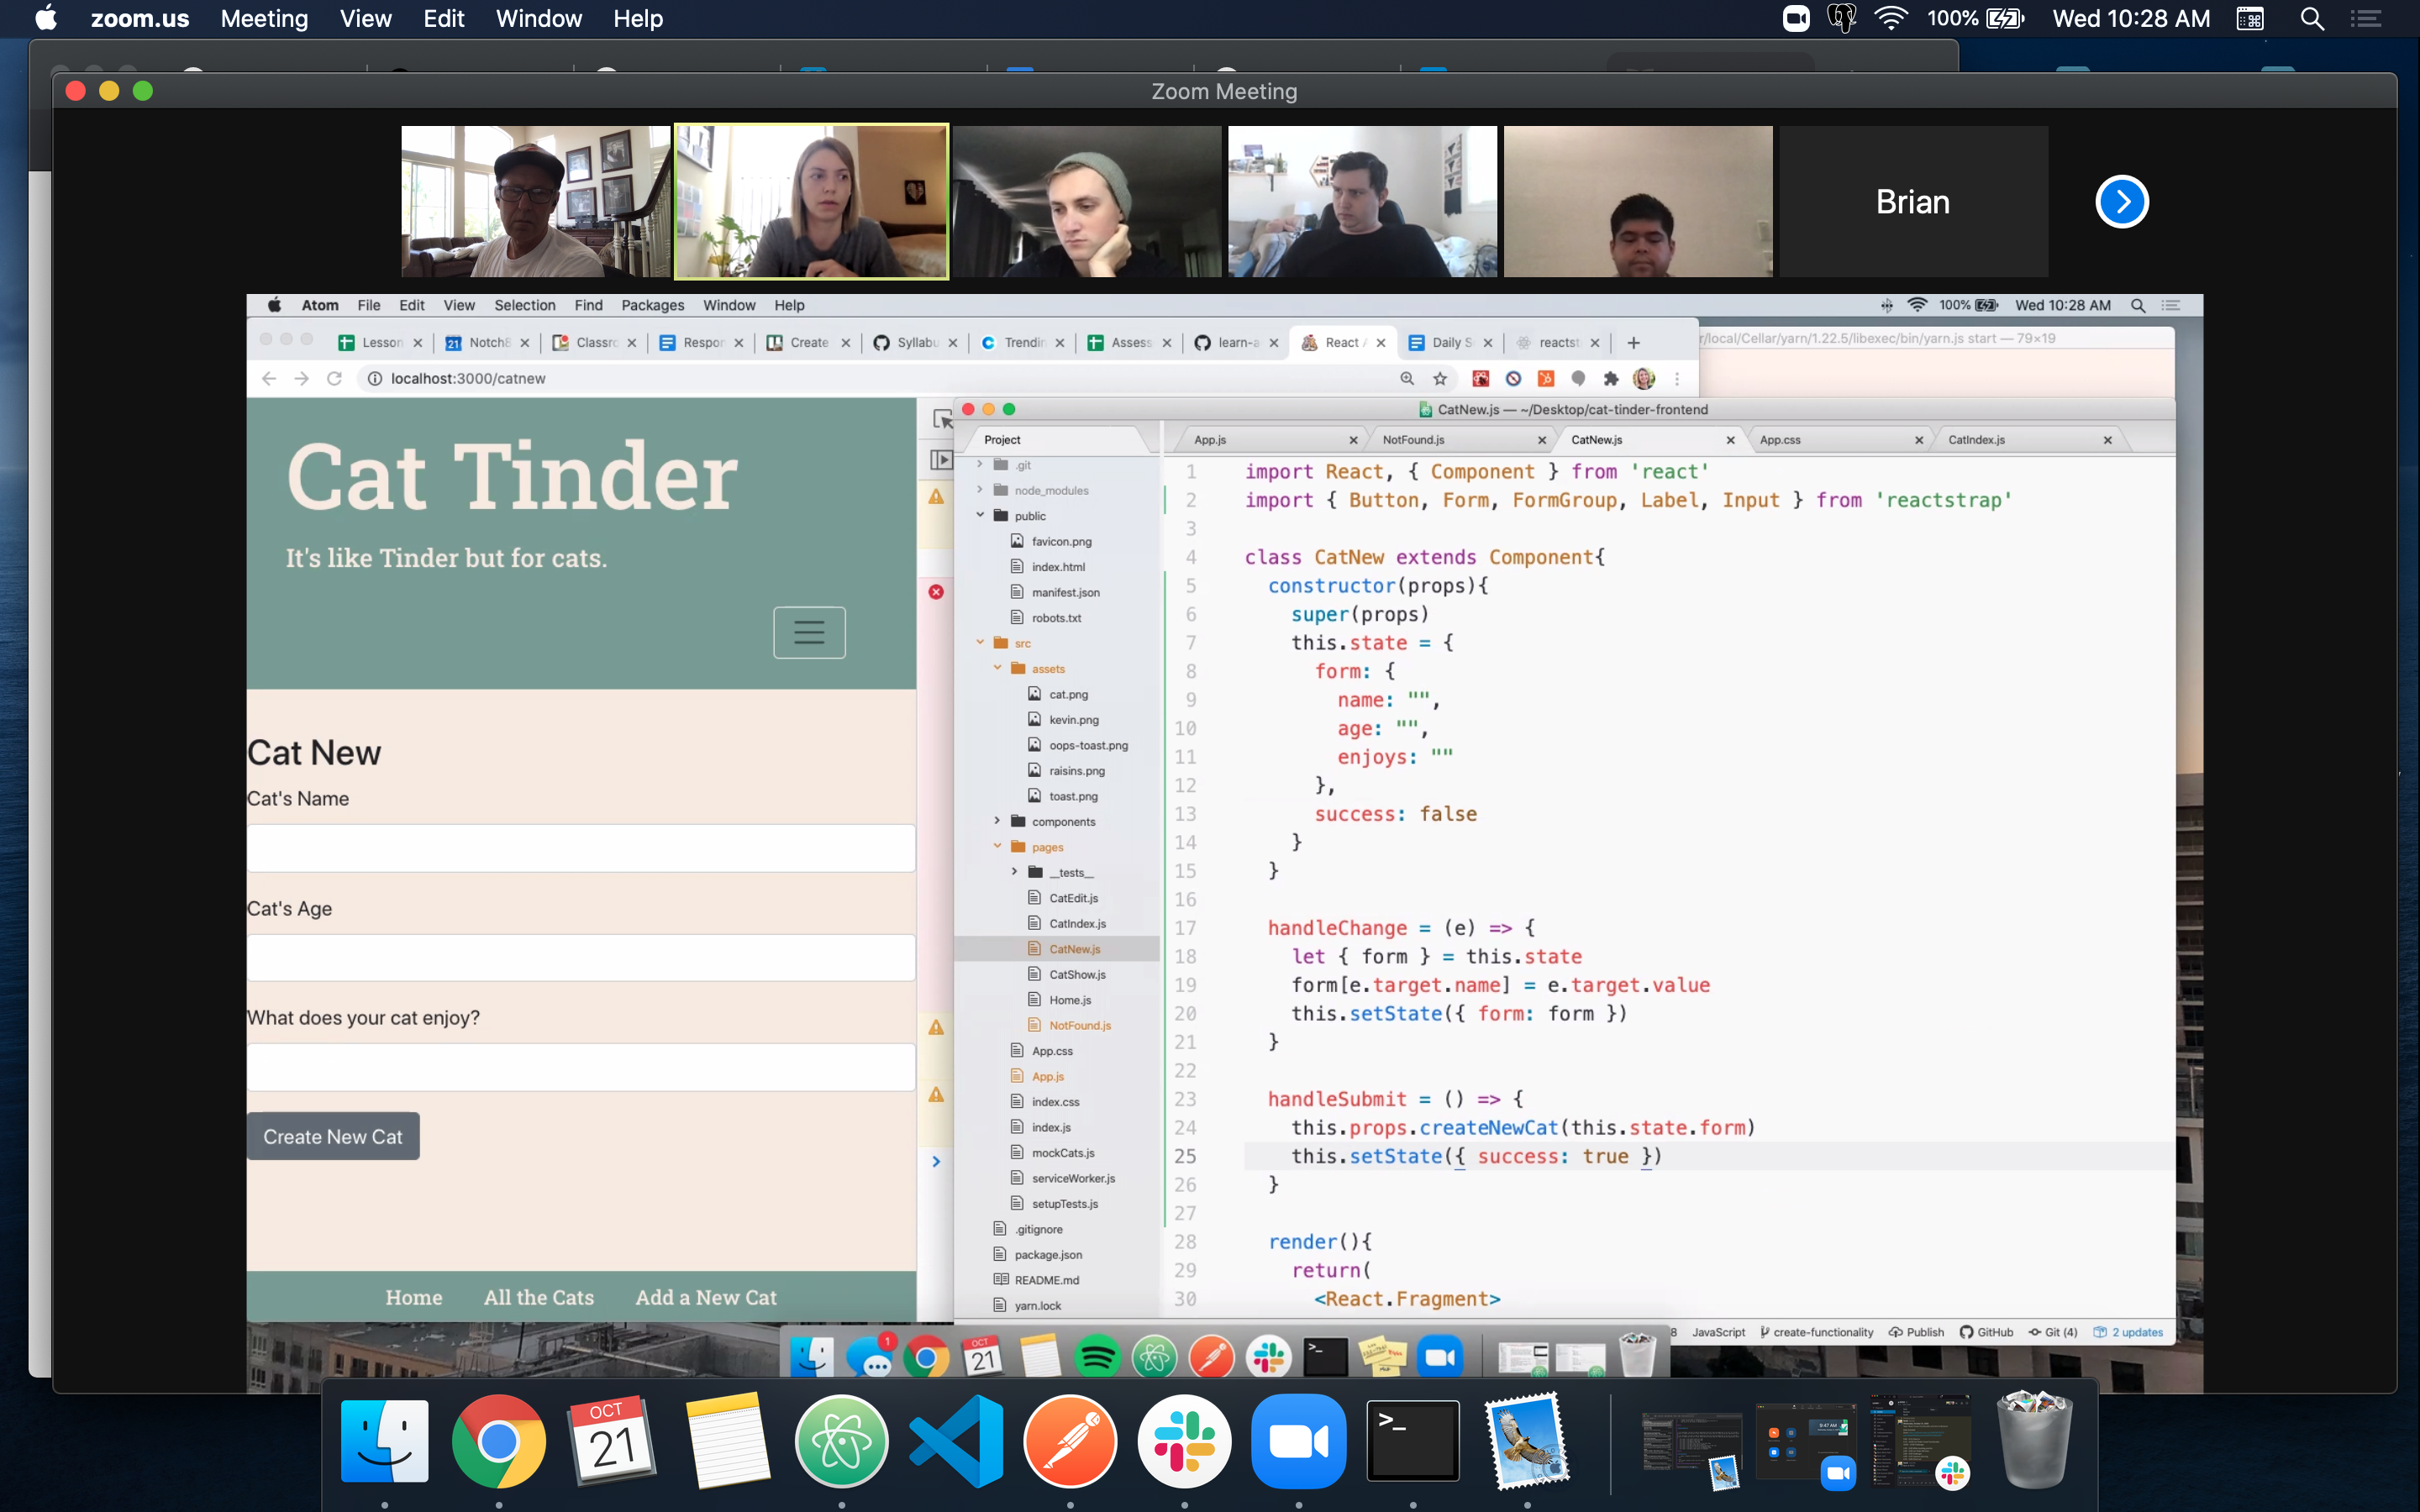 zoom.us Meeting View Edit Window Help 100% Wed 10:28 AM
Zoom Meeting
Brian
Atom File Edit View Selection Find Packages Window Help 100% Wed 10:28 AM
Lesson Notch8 Classro Respon Create Syllabu Trendin Assess learn-a React Daily S reactst
/local/Cellar/yarn/1.22.5/libexec/bin/yarn.js start — 79×19
localhost:3000/catnew
CatNew.js — ~/Desktop/cat-tinder-frontend
Project App.js NotFound.js CatNew.js App.css CatIndex.js
Cat Tinder
It's like Tinder but for cats.
Cat New
Cat's Name
Cat's Age
What does your cat enjoy?
Create New Cat
Home All the Cats Add a New Cat
.git
node_modules
public
favicon.png
index.html
manifest.json
robots.txt
src
assets
cat.png
kevin.png
oops-toast.png
raisins.png
toast.png
components
pages
__tests__
CatEdit.js
CatIndex.js
CatNew.js
CatShow.js
Home.js
NotFound.js
App.css
App.js
index.css
index.js
mockCats.js
serviceWorker.js
setupTests.js
.gitignore
package.json
README.md
yarn.lock
1 import React, { Component } from 'react'
2 import { Button, Form, FormGroup, Label, Input } from 'reactstrap'
3
4 class CatNew extends Component{
5 constructor(props){
6 super(props)
7 this.state = {
8 form: {
9 name: "",
10 age: "",
11 enjoys: ""
12 },
13 success: false
14 }
15 }
16
17 handleChange = (e) => {
18 let { form } = this.state
19 form[e.target.name] = e.target.value
20 this.setState({ form: form })
21 }
22
23 handleSubmit = () => {
24 this.props.createNewCat(this.state.form)
25 this.setState({ success: true })
26 }
27
28 render(){
29 return(
30 <React.Fragment>
8 JavaScript create-functionality Publish GitHub Git (4) 2 updates
1
OCT
21
OCT
21